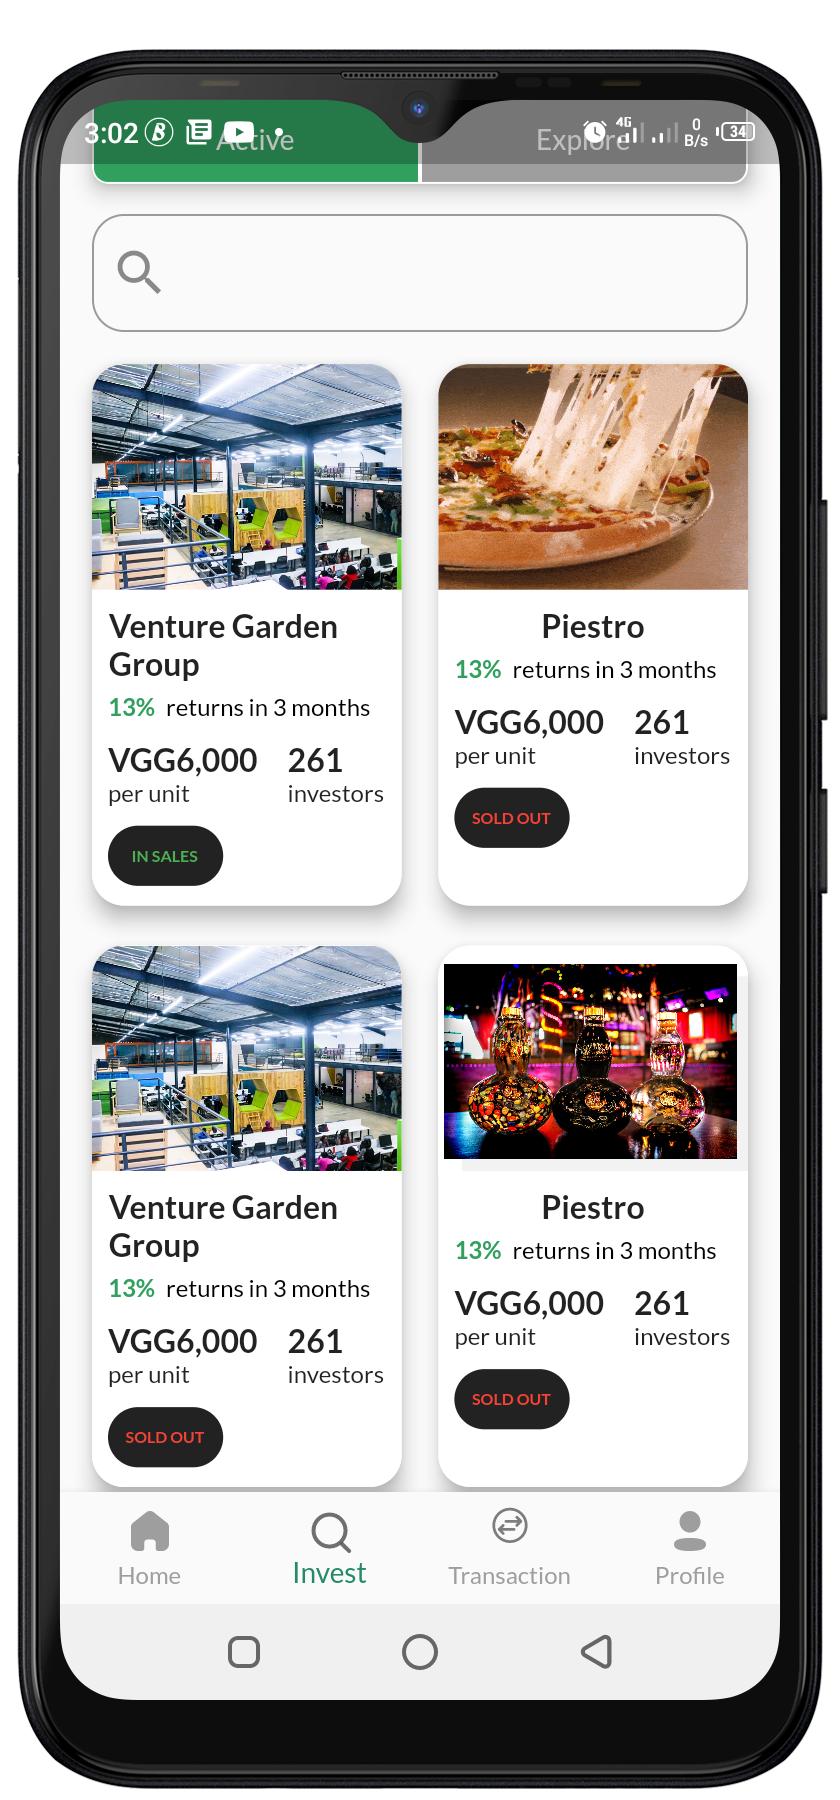 3:02
4G
0
B/s
34
Active
Explore
Venture Garden
Group
13% returns in 3 months
VGG6,000 261
per unit investors
IN SALES
Piestro
13% returns in 3 months
VGG6,000 261
per unit investors
SOLD OUT
Venture Garden
Group
13% returns in 3 months
VGG6,000 261
per unit investors
SOLD OUT
Piestro
13% returns in 3 months
VGG6,000 261
per unit investors
SOLD OUT
Home
Invest
Transaction
Profile